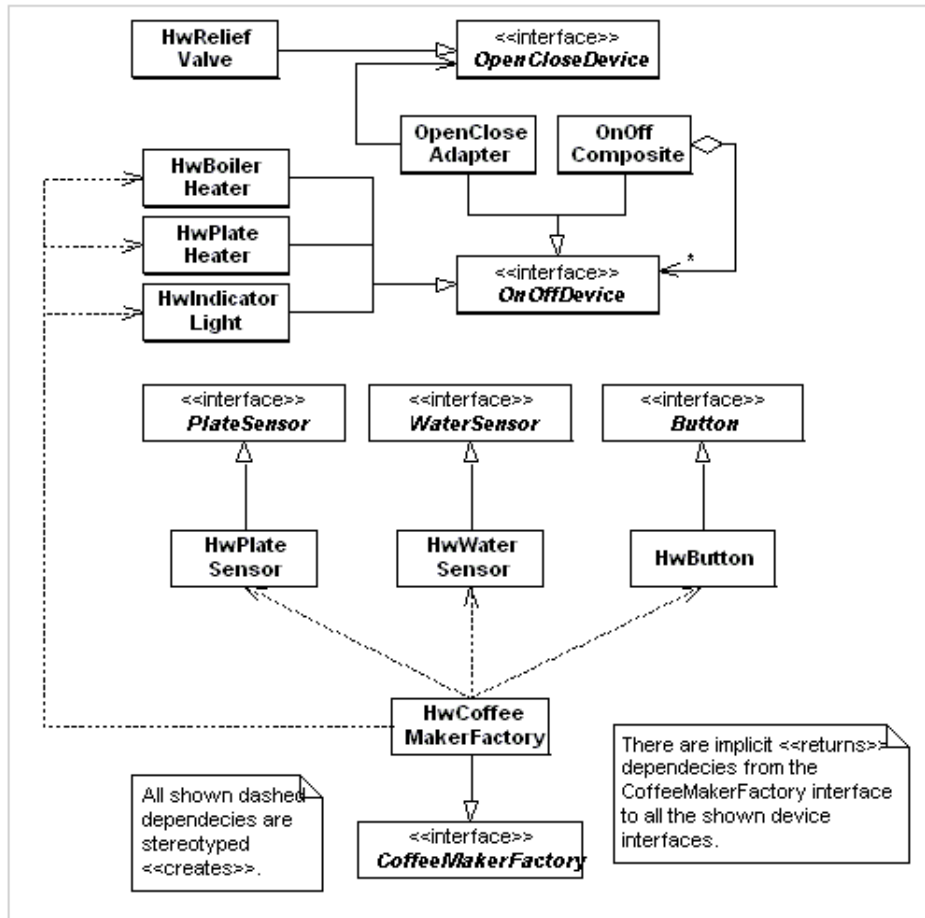 HwRelief
Valve
<<interface>>
OpenCloseDevice
OpenClose
Adapter
OnOff
Composite
HwBoiler
Heater
HwPlate
Heater
<<interface>>
OnOffDevice
*
HwIndicator
Light
<<interface>>
PlateSensor
<<interface>>
WaterSensor
<<interface>>
Button
HwPlate
Sensor
HwWater
Sensor
HwButton
HwCoffee
MakerFactory
There are implicit <<returns>>
dependecies from the
CoffeeMakerFactory interface
to all the shown device
interfaces.
All shown dashed
dependecies are
stereotyped
<<creates>>.
<<interface>>
CoffeeMakerFactory